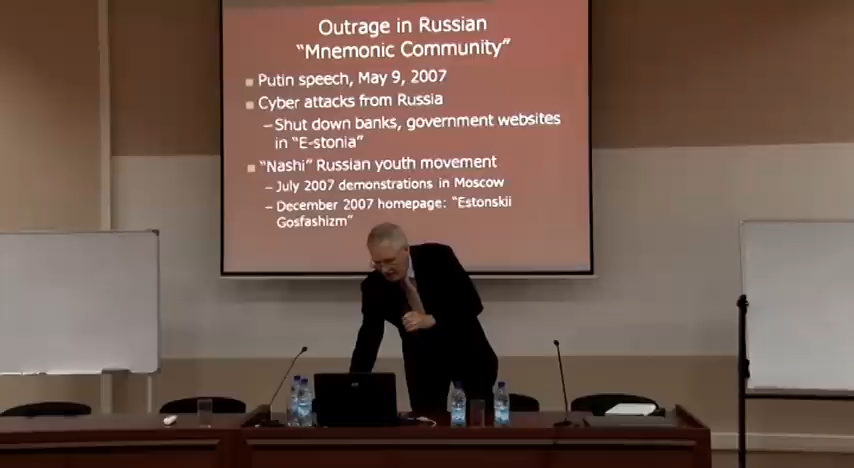 Outrage in Russian
"Mnemonic Community"
Putin speech, May 9, 2007
Cyber attacks from Russia
–Shut down banks, government websites
in "E-stonia"
"Nashi" Russian youth movement
– July 2007 demonstrations in Moscow
– December 2007 homepage: "Estonskii
Gosfashizm"